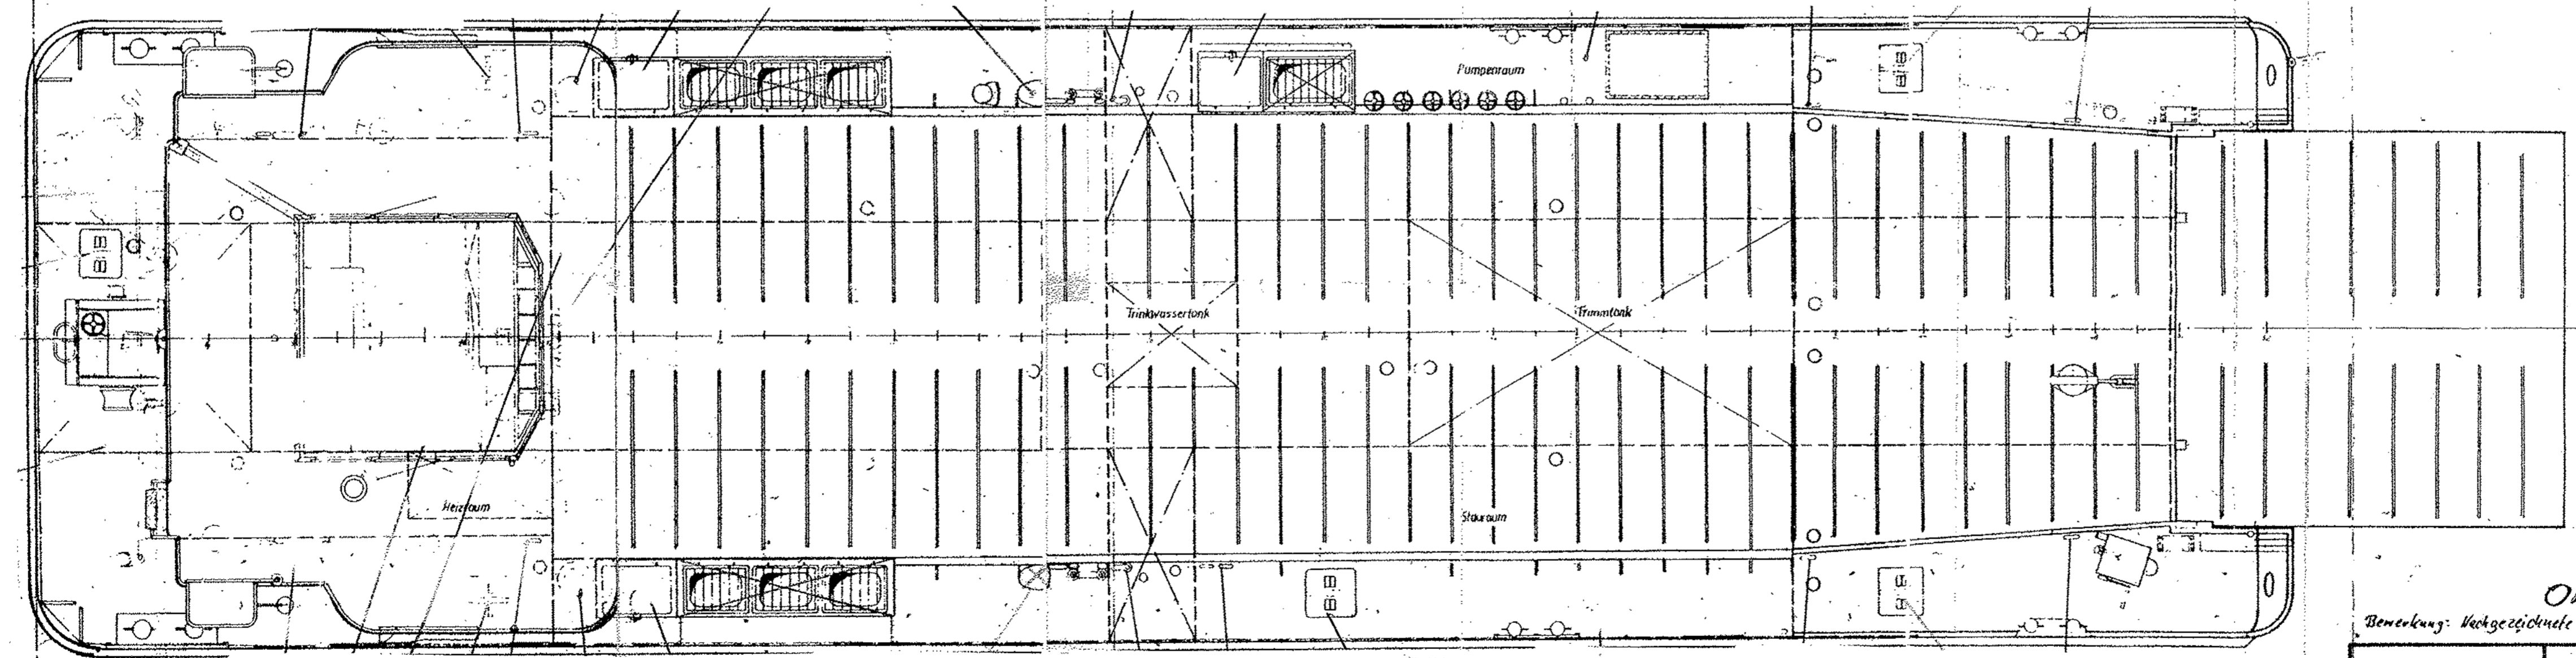 Pumpenraum
Trinkwassertank
Trimmtank
Heizraum
Stauraum
Bemerkung: Nachgezeichnete